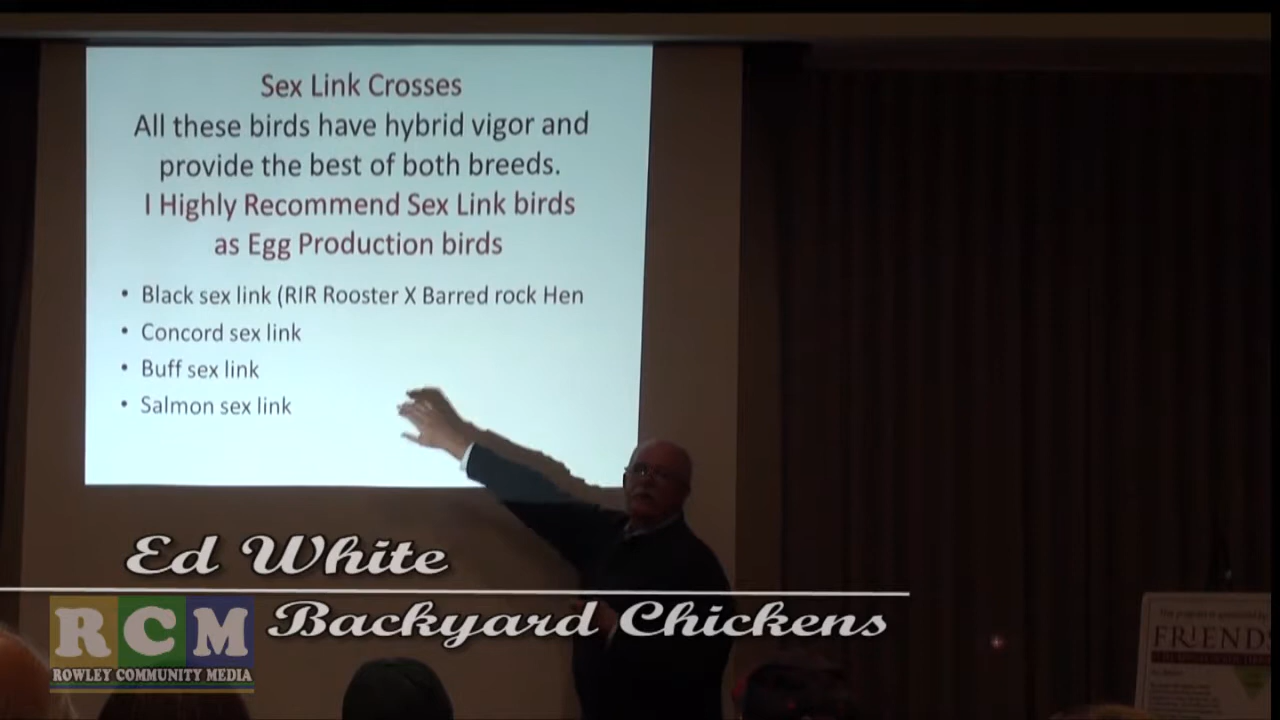 Sex Link Crosses
All these birds have hybrid vigor and
provide the best of both breeds.
I Highly Recommend Sex Link birds
as Egg Production birds
• Black sex link (RIR Rooster X Barred rock Hen
• Concord sex link
• Buff sex link
• Salmon sex link
Ed White
Backyard Chickens
RCM
ROWLEY COMMUNITY MEDIA
FRIENDS